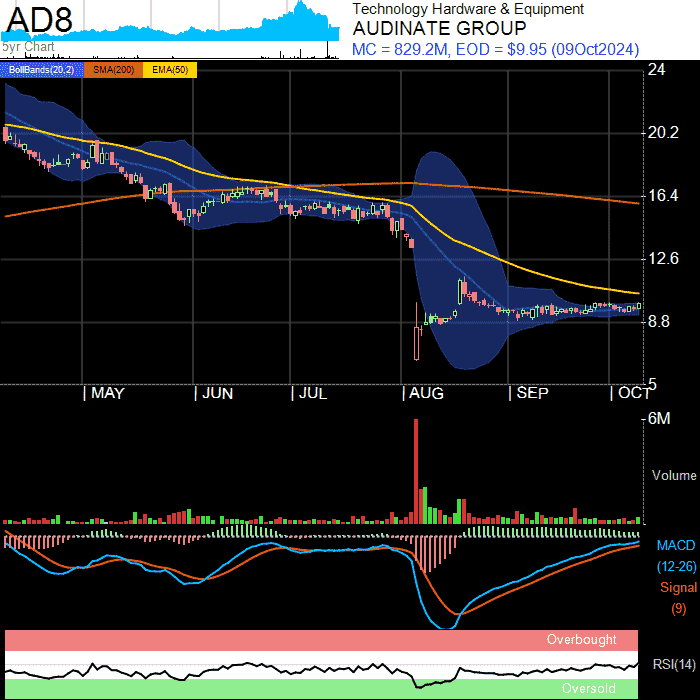 AD8
5yr Chart
Technology Hardware & Equipment
AUDINATE GROUP
MC = 829.2M, EOD = $9.95 (09Oct2024)
BollBands(20,2) SMA(200) EMA(50)
24
20.2
16.4
12.6
8.8
5
MAY JUN JUL AUG SEP OCT
6M
Volume
MACD
(12-26)
Signal
(9)
Overbought
RSI(14)
Oversold